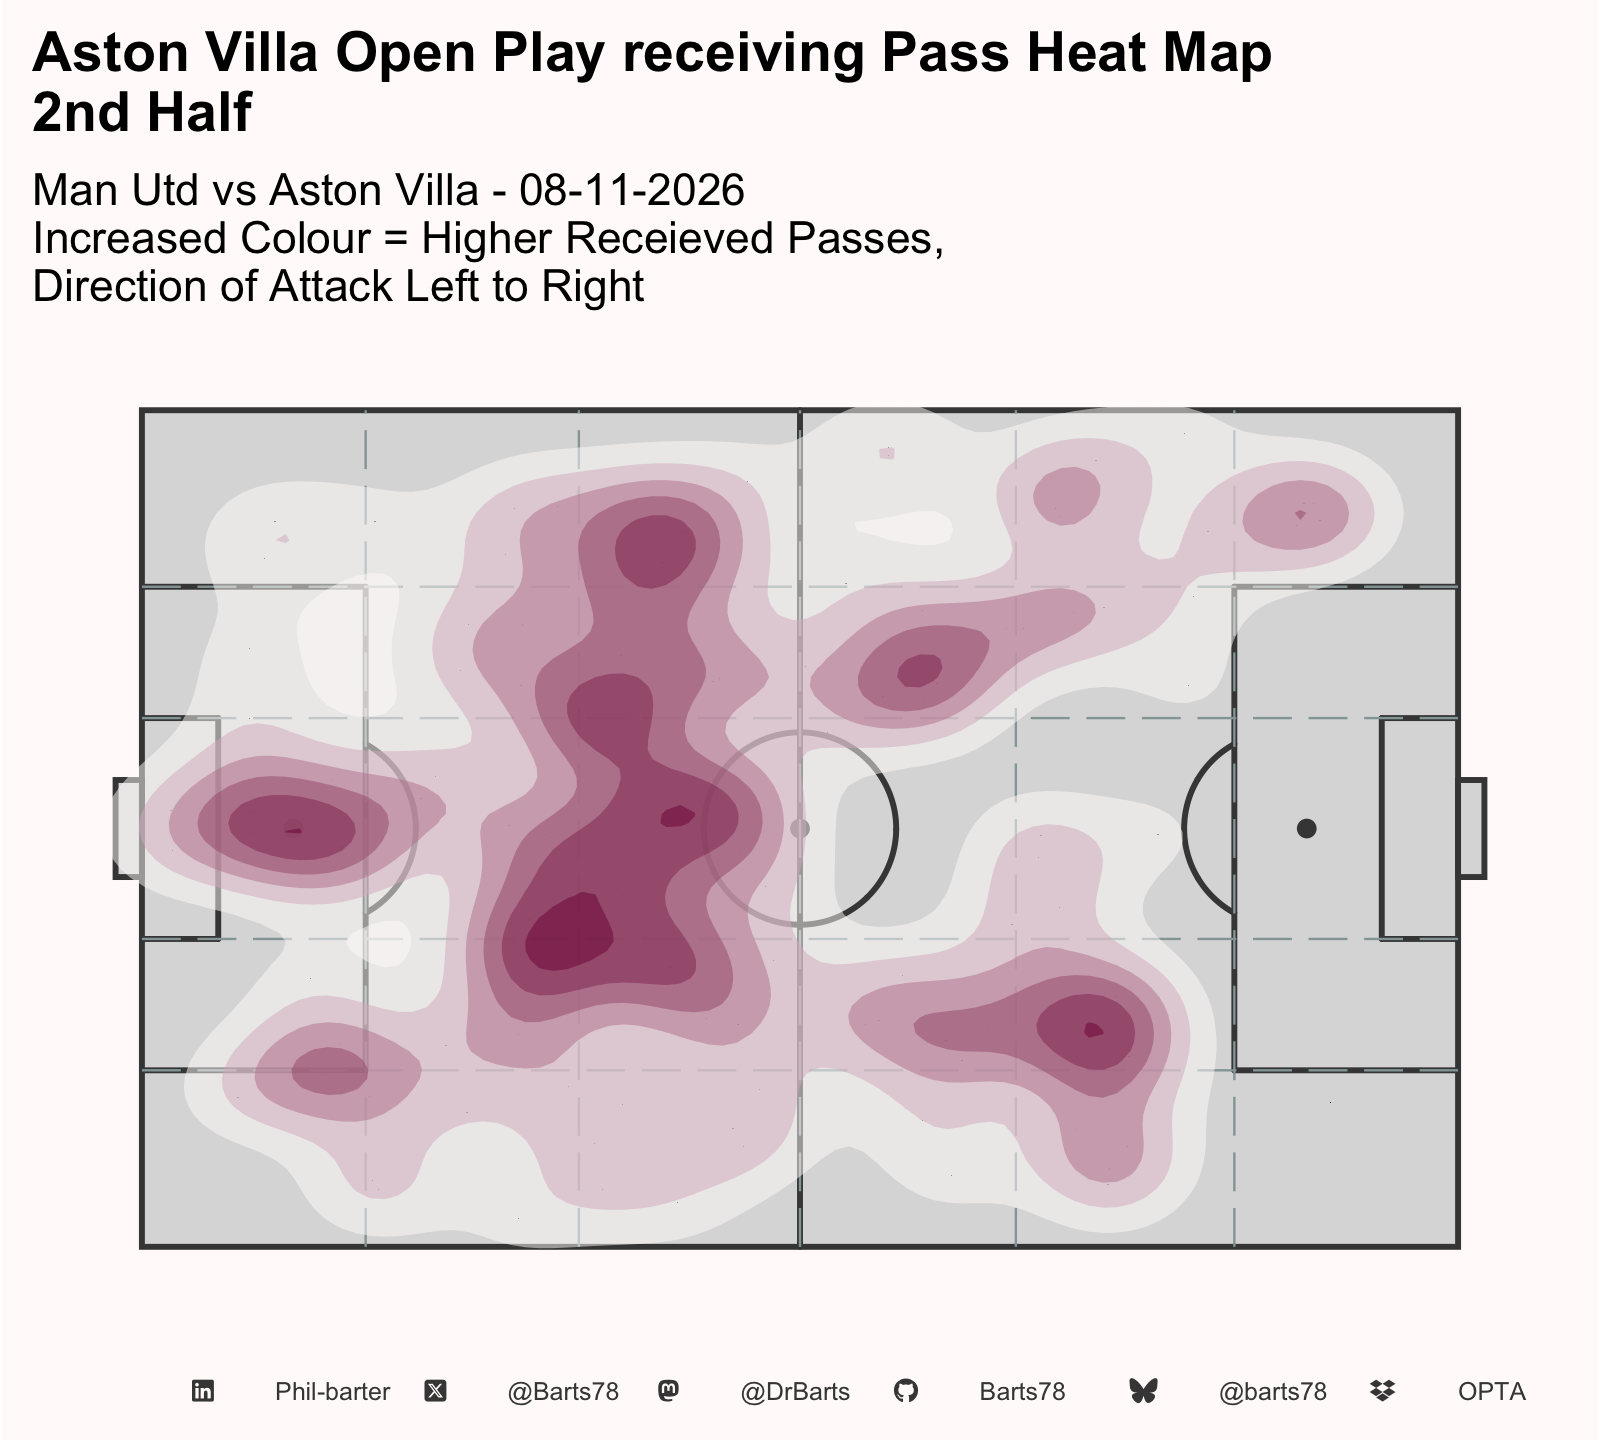 Aston Villa Open Play receiving Pass Heat Map
2nd Half
Man Utd vs Aston Villa - 08-11-2026
Increased Colour = Higher Receieved Passes,
Direction of Attack Left to Right
Phil-barter @Barts78 @DrBarts Barts78 @barts78 OPTA